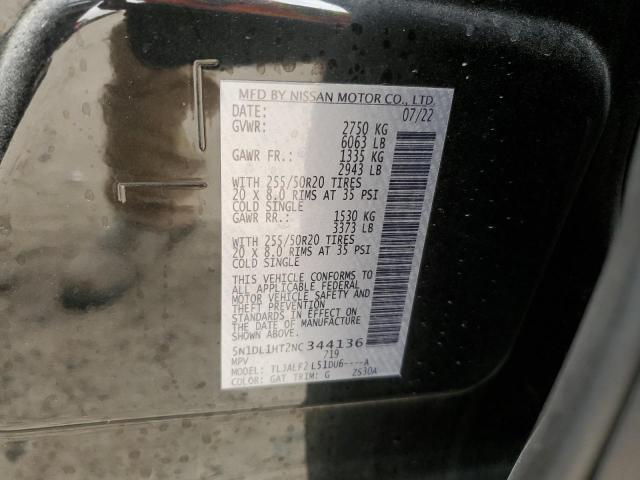 MFD BY NISSAN MOTOR CO., LTD.
DATE: 07/22
GVWR: 2750 KG
6063 LB
GAWR FR.: 1335 KG
2943 LB
WITH 255/50R20 TIRES
20 X 8.0 RIMS AT 35 PSI
COLD SINGLE
GAWR RR.: 1530 KG
3373 LB
WITH 255/50R20 TIRES
20 X 8.0 RIMS AT 35 PSI
COLD SINGLE
THIS VEHICLE CONFORMS TO
ALL APPLICABLE FEDERAL
MOTOR VEHICLE SAFETY AND
THEFT PREVENTION
STANDARDS IN EFFECT ON
THE DATE OF MANUFACTURE
SHOWN ABOVE.
5N1DL1HT2NC 344136
MPV 719
MODEL: TLJALF2 L51DU6----A
COLOR: GAT TRIM: G ZS30A